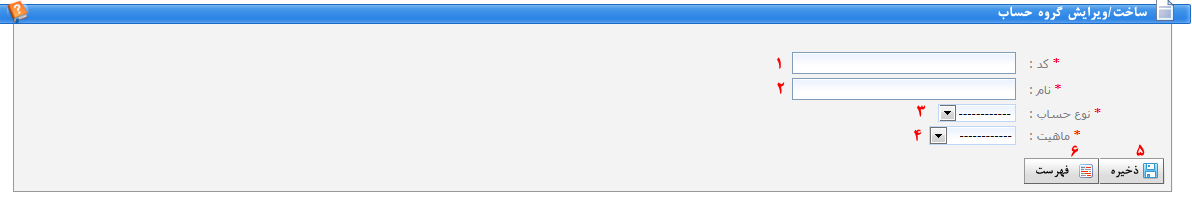 ساخت/ویرایش گروه حساب
* کد : ۱
* نام : ۲
* نوع حساب : ------------ ۳
* ماهیت : ------------ ۴
۵ ۶
ذخیره فهرست